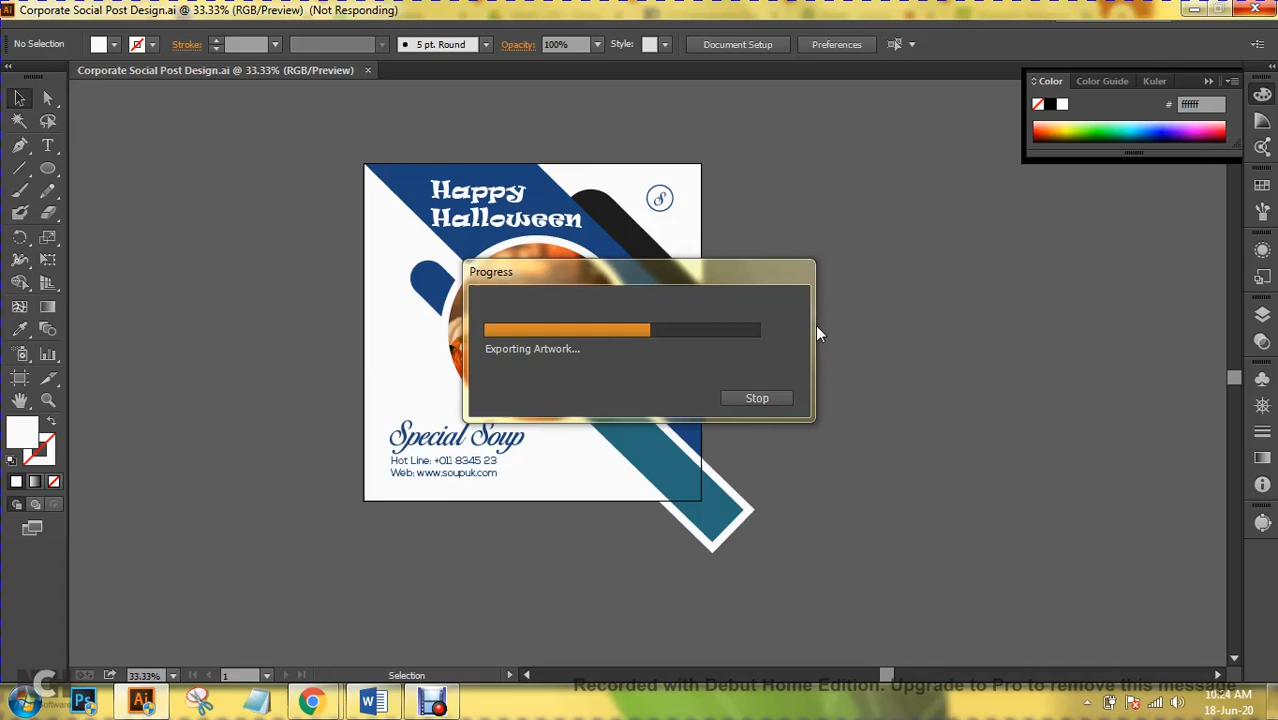 Corporate Social Post Design.ai @ 33.33% (RGB/Preview) (Not Responding)
No Selection
Stroke:
5 pt. Round
Opacity:
100%
Style:
Document Setup
Preferences
Corporate Social Post Design.ai @ 33.33% (RGB/Preview) ×
Color
Color Guide
Kuler
# ffffff
Happy
Halloween
S
Progress
Exporting Artwork...
Stop
Special Soup
Hot Line: +011 8345 23
Web: www.soupuk.com
33.33%
1
Selection
NCH
Software
Recorded with Debut Home Edition. Upgrade to Pro to remove this message
10:24 AM
18-Jun-20